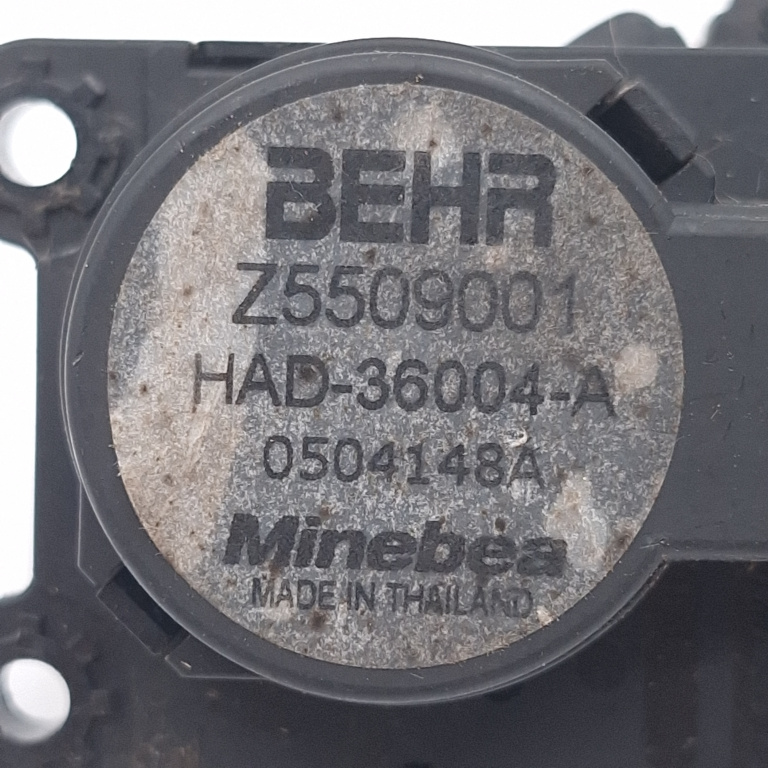 BEHR
Z5509001
HAD-36004-A
0504148A
Minebea
MADE IN THAILAND